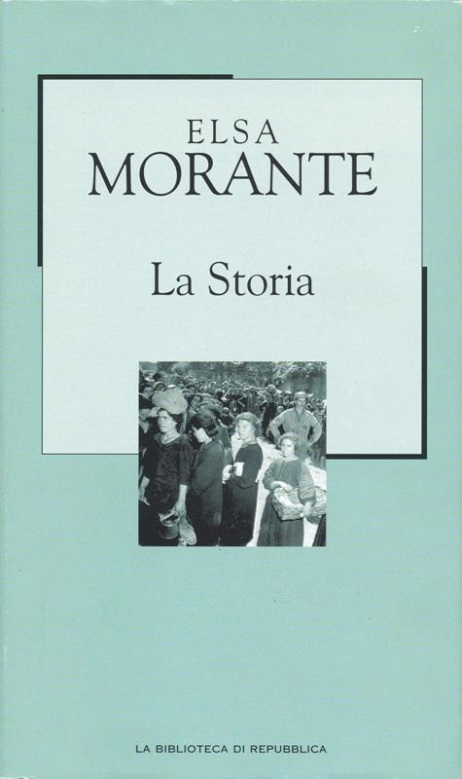 ELSA
MORANTE
La Storia
LA BIBLIOTECA DI REPUBBLICA